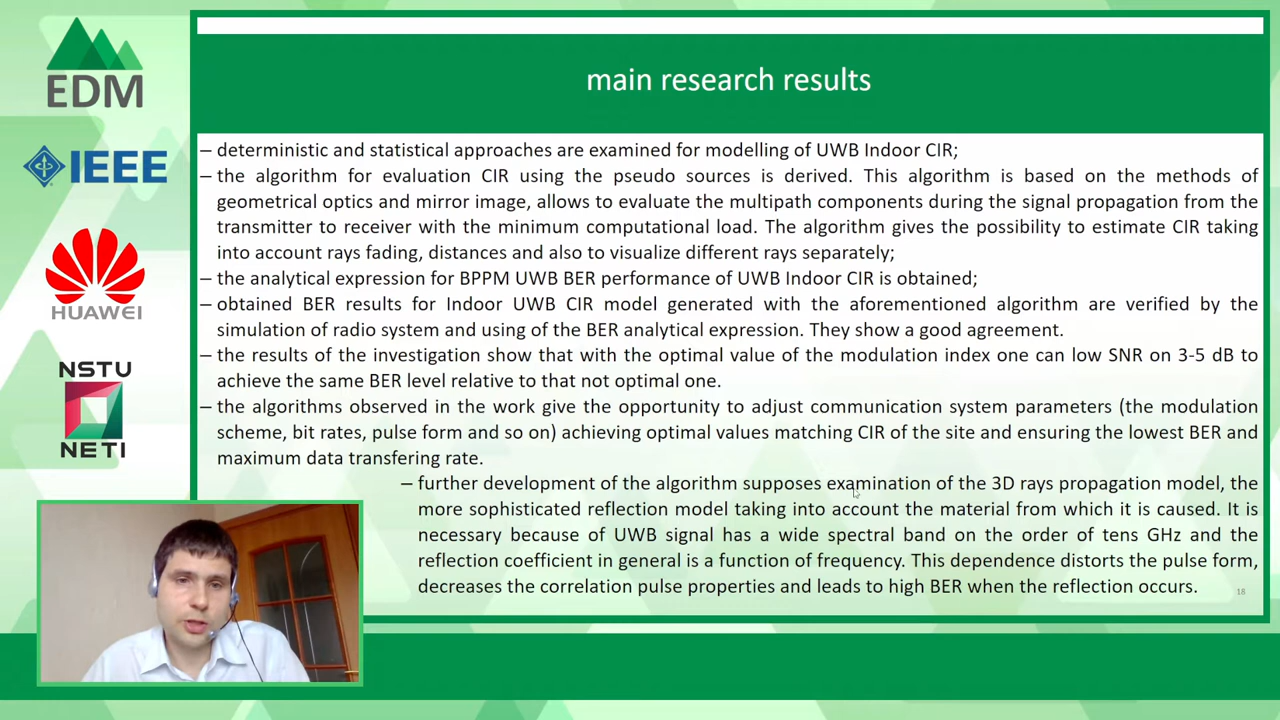 EDM
IEEE
HUAWEI
NSTU
NETI
main research results
– deterministic and statistical approaches are examined for modelling of UWB Indoor CIR;
– the algorithm for evaluation CIR using the pseudo sources is derived. This algorithm is based on the methods of
geometrical optics and mirror image, allows to evaluate the multipath components during the signal propagation from the
transmitter to receiver with the minimum computational load. The algorithm gives the possibility to estimate CIR taking
into account rays fading, distances and also to visualize different rays separately;
– the analytical expression for BPPM UWB BER performance of UWB Indoor CIR is obtained;
– obtained BER results for Indoor UWB CIR model generated with the aforementioned algorithm are verified by the
simulation of radio system and using of the BER analytical expression. They show a good agreement.
– the results of the investigation show that with the optimal value of the modulation index one can low SNR on 3-5 dB to
achieve the same BER level relative to that not optimal one.
– the algorithms observed in the work give the opportunity to adjust communication system parameters (the modulation
scheme, bit rates, pulse form and so on) achieving optimal values maching CIR of the site and ensuring the lowest BER and
maximum data transfering rate.
– further development of the algorithm supposes examination of the 3D rays propagation model, the
more sophisticated reflection model taking into account the material from which it is caused. It is
necessary because of UWB signal has a wide spectral band on the order of tens GHz and the
reflection coefficient in general is a function of frequency. This dependence distorts the pulse form,
decreases the correlation pulse properties and leads to high BER when the reflection occurs.
18